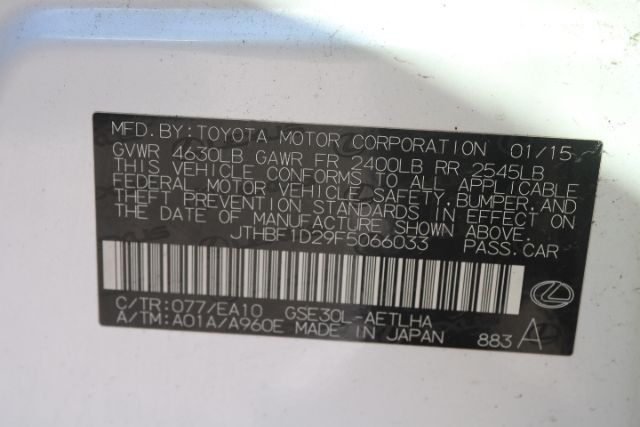 MFD. BY: TOYOTA MOTOR CORPORATION 01/15
GVWR 4630LB GAWR FR 2400LB RR 2545LB
THIS VEHICLE CONFORMS TO ALL APPLICABLE
FEDERAL MOTOR VEHICLE SAFETY, BUMPER, AND
THEFT PREVENTION STANDARDS IN EFFECT ON
THE DATE OF MANUFACTURE SHOWN ABOVE.
JTHBF1D29F5066033 PASS. CAR
C/TR: 077/EA10 GSE30L-AETLHA
A/TM: A01A/A960E MADE IN JAPAN 883 A